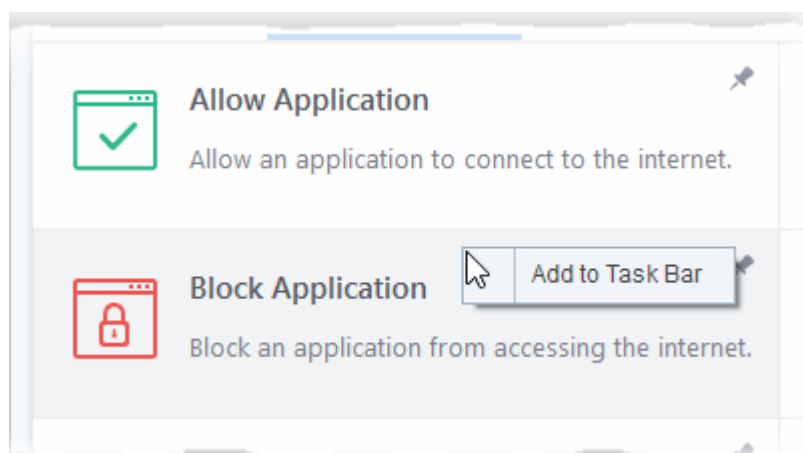 Allow Application
Allow an application to connect to the internet.
Add to Task Bar
Block Application
Block an application from accessing the internet.